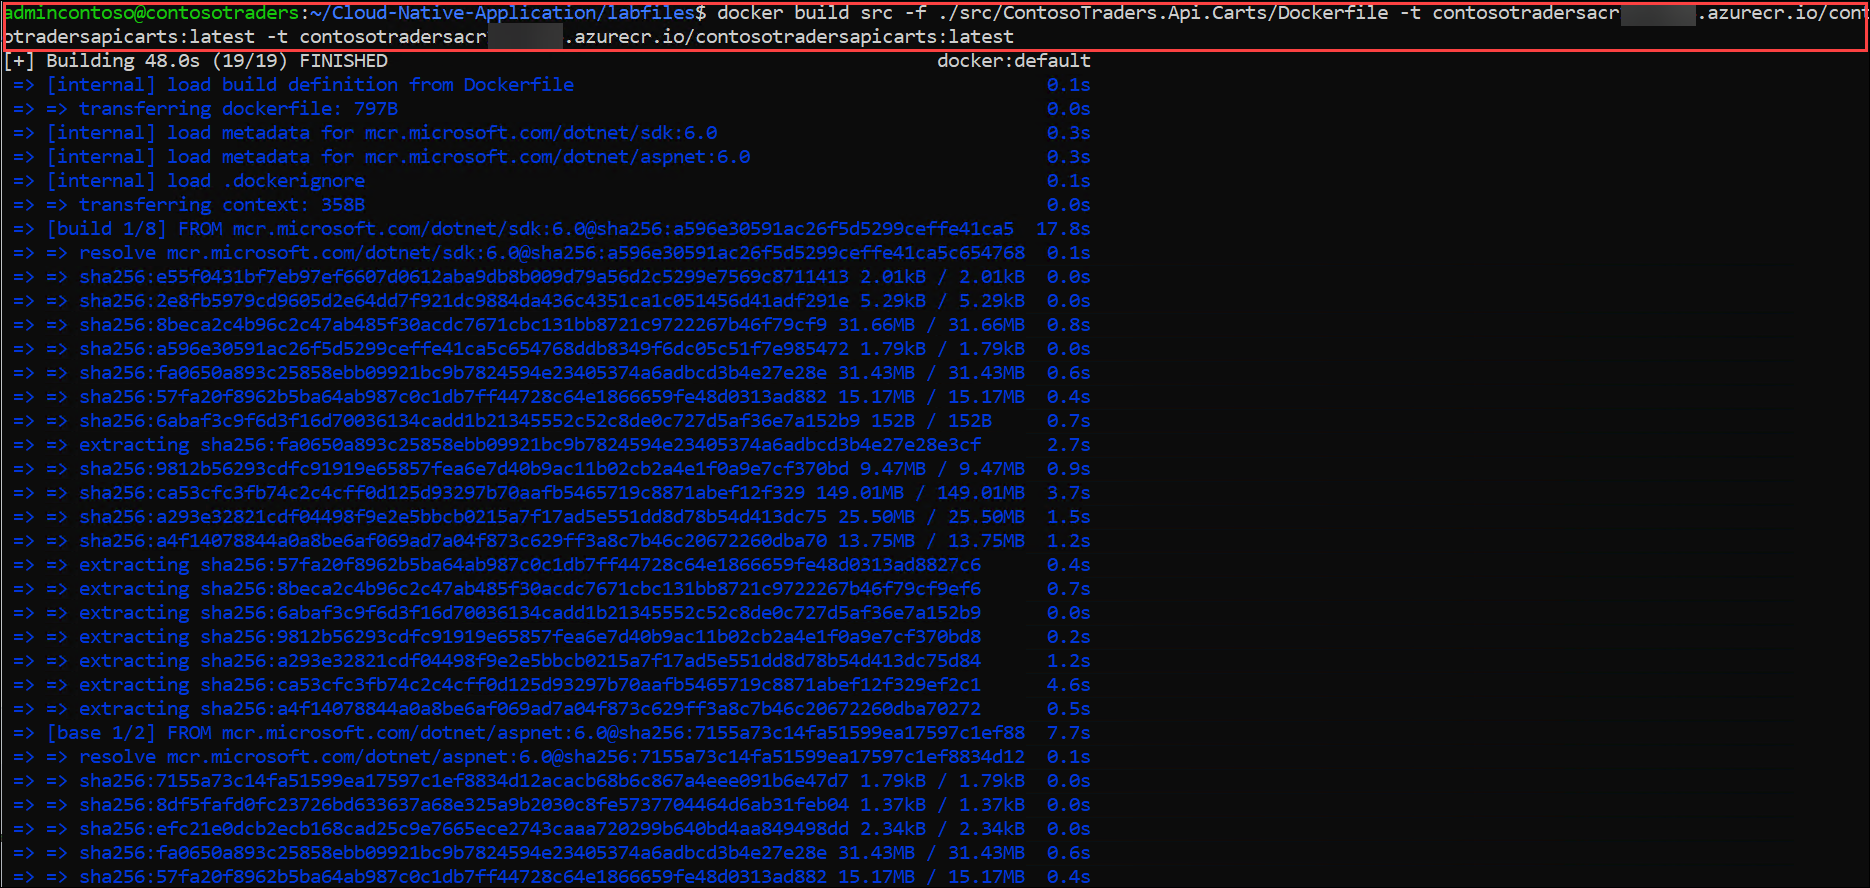 admincontoso@contosotraders:~/Cloud-Native-Application/labfiles$ docker build src -f ./src/ContosoTraders.Api.Carts/Dockerfile -t contosotradersacr .azurecr.io/cont
otradersapicarts:latest -t contosotradersacr .azurecr.io/contosotradersapicarts:latest
[+] Building 48.0s (19/19) FINISHED docker:default
=> [internal] load build definition from Dockerfile 0.1s
=> => transferring dockerfile: 797B 0.0s
=> [internal] load metadata for mcr.microsoft.com/dotnet/sdk:6.0 0.3s
=> [internal] load metadata for mcr.microsoft.com/dotnet/aspnet:6.0 0.3s
=> [internal] load .dockerignore 0.1s
=> => transferring context: 358B 0.0s
=> [build 1/8] FROM mcr.microsoft.com/dotnet/sdk:6.0@sha256:a596e30591ac26f5d5299ceffe41ca5 17.8s
=> => resolve mcr.microsoft.com/dotnet/sdk:6.0@sha256:a596e30591ac26f5d5299ceffe41ca5c654768 0.1s
=> => sha256:e55f0431bf7eb97ef6607d0612aba9db8b009d79a56d2c5299e7569c8711413 2.01kB / 2.01kB 0.0s
=> => sha256:2e8fb5979cd9605d2e64dd7f921dc9884da436c4351ca1c051456d41adf291e 5.29kB / 5.29kB 0.0s
=> => sha256:8beca2c4b96c2c47ab485f30acdc7671cbc131bb8721c9722267b46f79cf9 31.66MB / 31.66MB 0.8s
=> => sha256:a596e30591ac26f5d5299ceffe41ca5c654768ddb8349f6dc05c51f7e985472 1.79kB / 1.79kB 0.0s
=> => sha256:fa0650a893c25858ebb09921bc9b7824594e23405374a6adbcd3b4e27e28e 31.43MB / 31.43MB 0.6s
=> => sha256:57fa20f8962b5ba64ab987c0c1db7ff44728c64e1866659fe48d0313ad882 15.17MB / 15.17MB 0.4s
=> => sha256:6abaf3c9f6d3f16d70036134cadd1b21345552c52c8de0c727d5af36e7a152b9 152B / 152B 0.7s
=> => extracting sha256:fa0650a893c25858ebb09921bc9b7824594e23405374a6adbcd3b4e27e28e3cf 2.7s
=> => sha256:9812b56293cdfc91919e65857fea6e7d40b9ac11b02cb2a4e1f0a9e7cf370bd 9.47MB / 9.47MB 0.9s
=> => sha256:ca53cfc3fb74c2c4cff0d125d93297b70aafb5465719c8871abef12f329 149.01MB / 149.01MB 3.7s
=> => sha256:a293e32821cdf04498f9e2e5bbcb0215a7f17ad5e551dd8d78b54d413dc75 25.50MB / 25.50MB 1.5s
=> => sha256:a4f14078844a0a8be6af069ad7a04f873c629ff3a8c7b46c20672260dba70 13.75MB / 13.75MB 1.2s
=> => extracting sha256:57fa20f8962b5ba64ab987c0c1db7ff44728c64e1866659fe48d0313ad8827c6 0.4s
=> => extracting sha256:8beca2c4b96c2c47ab485f30acdc7671cbc131bb8721c9722267b46f79cf9ef6 0.7s
=> => extracting sha256:6abaf3c9f6d3f16d70036134cadd1b21345552c52c8de0c727d5af36e7a152b9 0.0s
=> => extracting sha256:9812b56293cdfc91919e65857fea6e7d40b9ac11b02cb2a4e1f0a9e7cf370bd8 0.2s
=> => extracting sha256:a293e32821cdf04498f9e2e5bbcb0215a7f17ad5e551dd8d78b54d413dc75d84 1.2s
=> => extracting sha256:ca53cfc3fb74c2c4cff0d125d93297b70aafb5465719c8871abef12f329ef2c1 4.6s
=> => extracting sha256:a4f14078844a0a8be6af069ad7a04f873c629ff3a8c7b46c20672260dba70272 0.5s
=> [base 1/2] FROM mcr.microsoft.com/dotnet/aspnet:6.0@sha256:7155a73c14fa51599ea17597c1ef88 7.7s
=> => resolve mcr.microsoft.com/dotnet/aspnet:6.0@sha256:7155a73c14fa51599ea17597c1ef8834d12 0.1s
=> => sha256:7155a73c14fa51599ea17597c1ef8834d12acacb68b6c867a4eee091b6e47d7 1.79kB / 1.79kB 0.0s
=> => sha256:8df5fafd0fc23726bd633637a68e325a9b2030c8fe5737704464d6ab31feb04 1.37kB / 1.37kB 0.0s
=> => sha256:efc21e0dcb2ecb168cad25c9e7665ece2743caaa720299b640bd4aa849498dd 2.34kB / 2.34kB 0.0s
=> => sha256:fa0650a893c25858ebb09921bc9b7824594e23405374a6adbcd3b4e27e28e 31.43MB / 31.43MB 0.6s
=> => sha256:57fa20f8962b5ba64ab987c0c1db7ff44728c64e1866659fe48d0313ad882 15.17MB / 15.17MB 0.4s